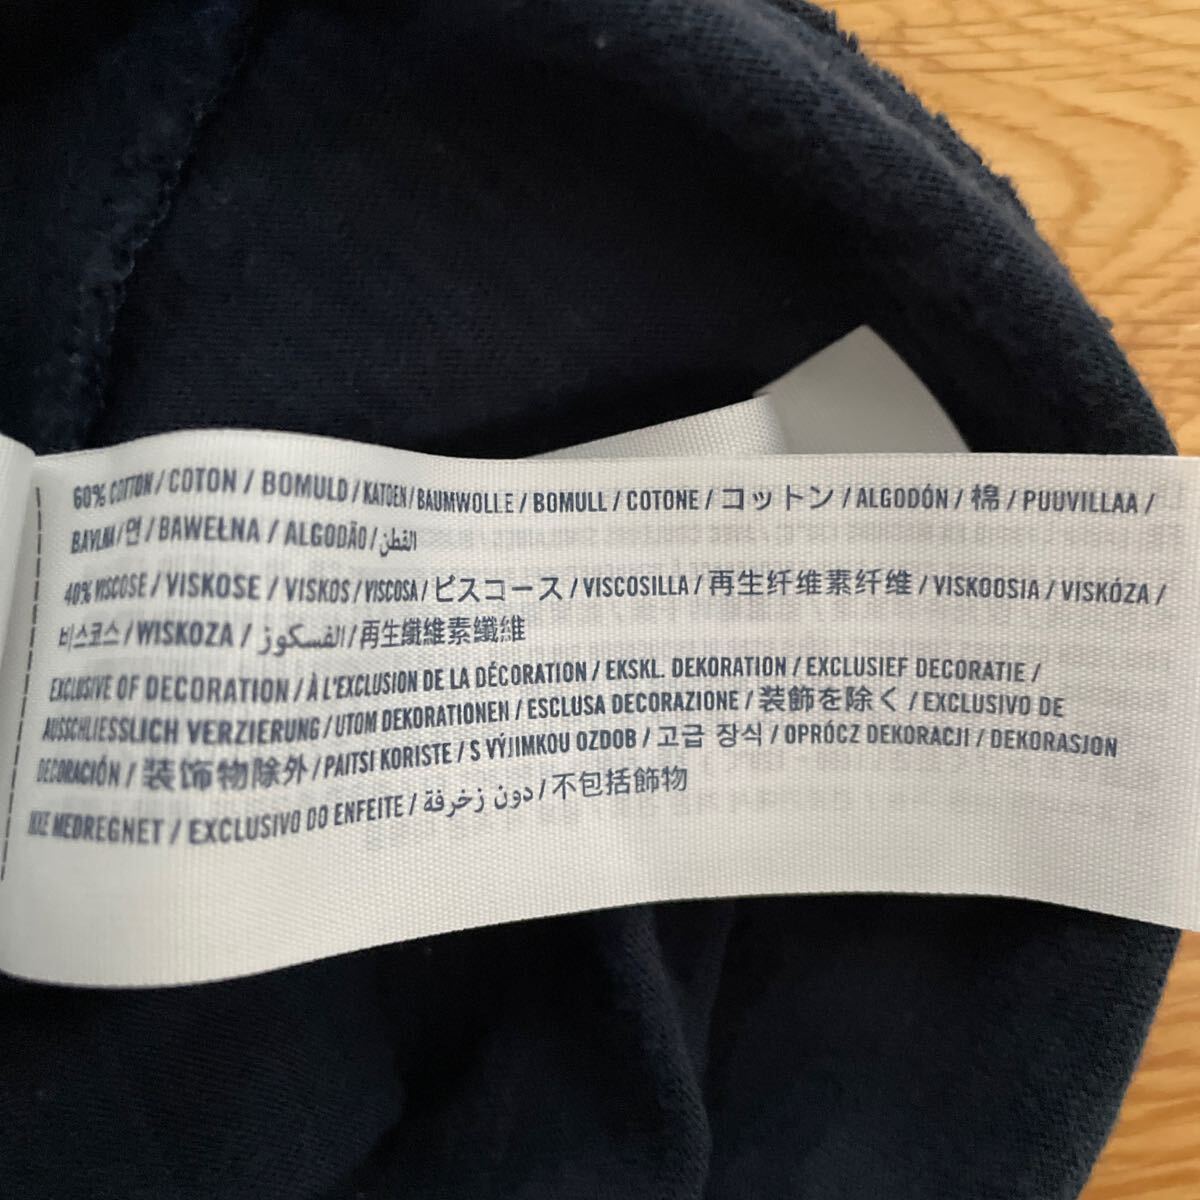 60% COTTON / COTON / BOMULD / KATOEN / BAUMWOLLE / BOMULL / COTONE / コットン / ALGODÓN / 棉 / PUUVILLAA /
BAVLNA / 면 / BAWEŁNA / ALGODÃO / القطن
40% VISCOSE / VISKOSE / VISKOS / VISCOSA / ビスコース / VISCOSILLA / 再生纤维素纤维 / VISKOOSIA / VISKÓZA /
비스코스 / WISKOZA / الفسكوز / 再生纖維素纖維
EXCLUSIVE OF DECORATION / À L'EXCLUSION DE LA DÉCORATION / EKSKL. DEKORATION / EXCLUSIEF DECORATIE /
AUSSCHLIESSLICH VERZIERUNG / UTOM DEKORATIONEN / ESCLUSA DECORAZIONE / 装飾を除く / EXCLUSIVO DE
DECORACIÓN / 装饰物除外 / PAITSI KORISTE / S VÝJIMKOU OZDOB / 고급 장식 / OPRÓCZ DEKORACJI / DEKORASJON
IKKE MEDREGNET / EXCLUSIVO DO ENFEITE / دون زخرفة / 不包括飾物